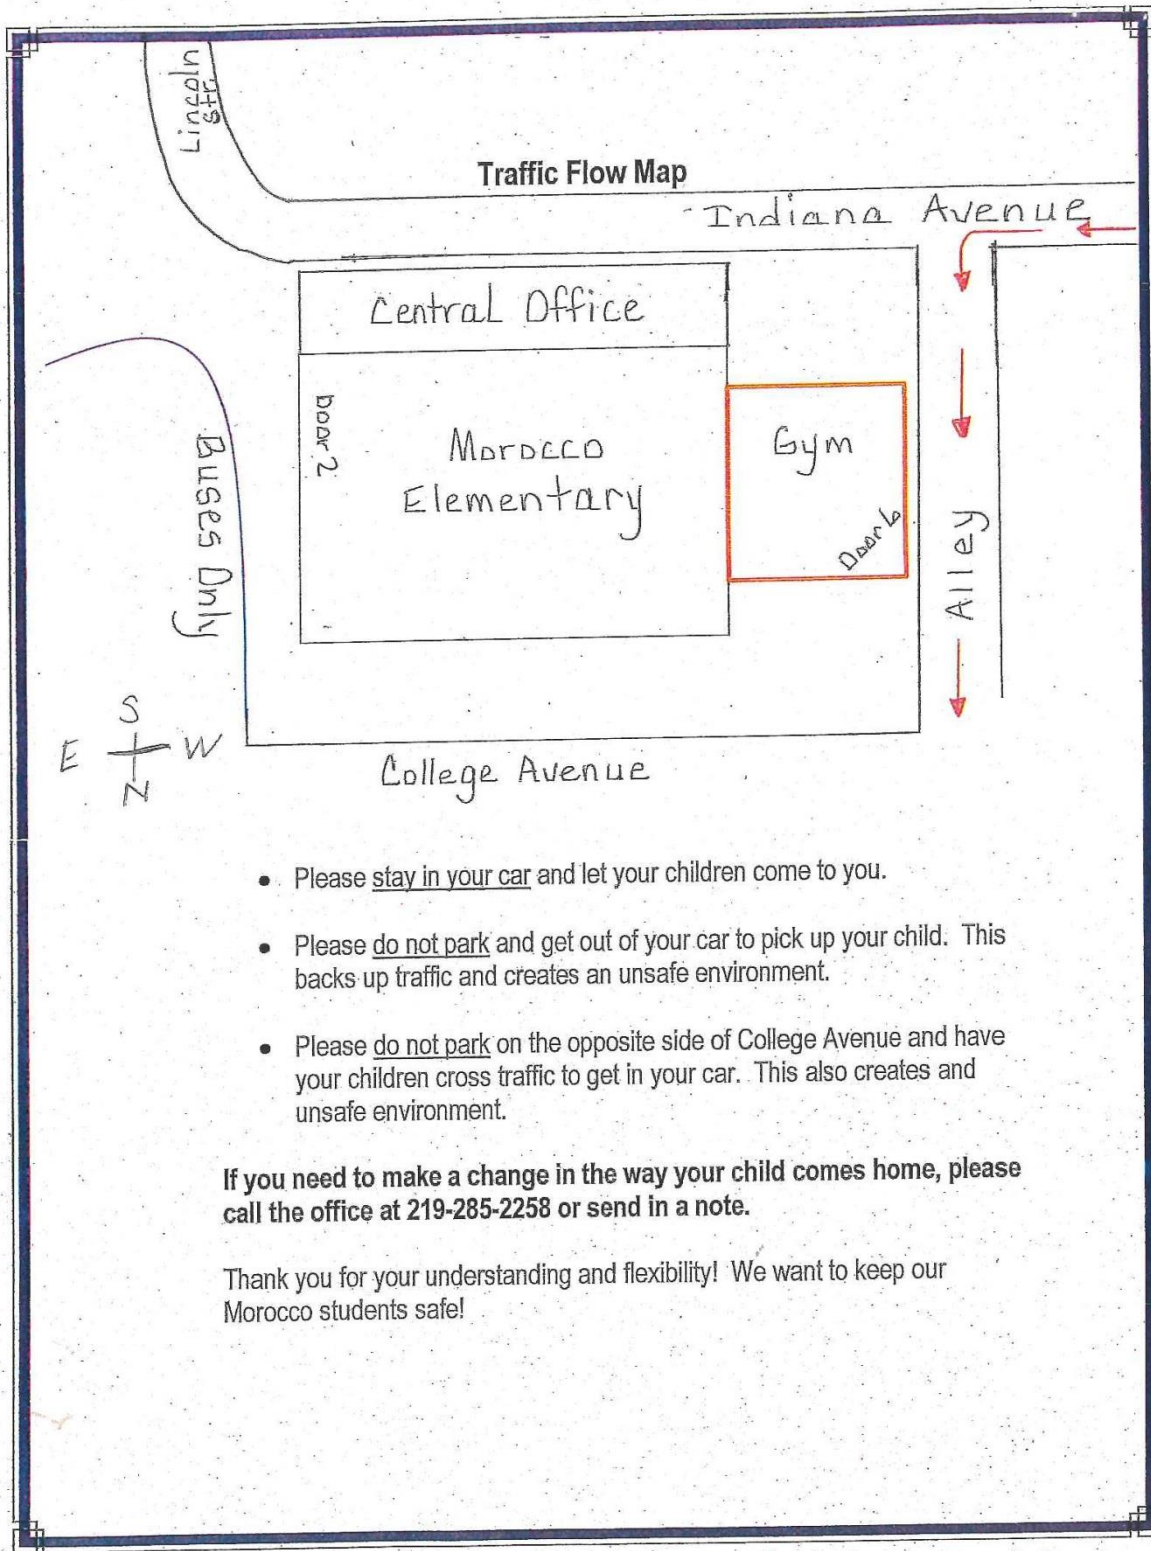 Lincoln
str.
Traffic Flow Map
Indiana Avenue
Central Office
Door 2
Morocco
Elementary
Gym
Door 6
Alley
Buses Only
S
E W
N
College Avenue
• Please stay in your car and let your children come to you.
• Please do not park and get out of your car to pick up your child. This
backs up traffic and creates an unsafe environment.
• Please do not park on the opposite side of College Avenue and have
your children cross traffic to get in your car. This also creates and
unsafe environment.
If you need to make a change in the way your child comes home, please
call the office at 219-285-2258 or send in a note.
Thank you for your understanding and flexibility! We want to keep our
Morocco students safe!